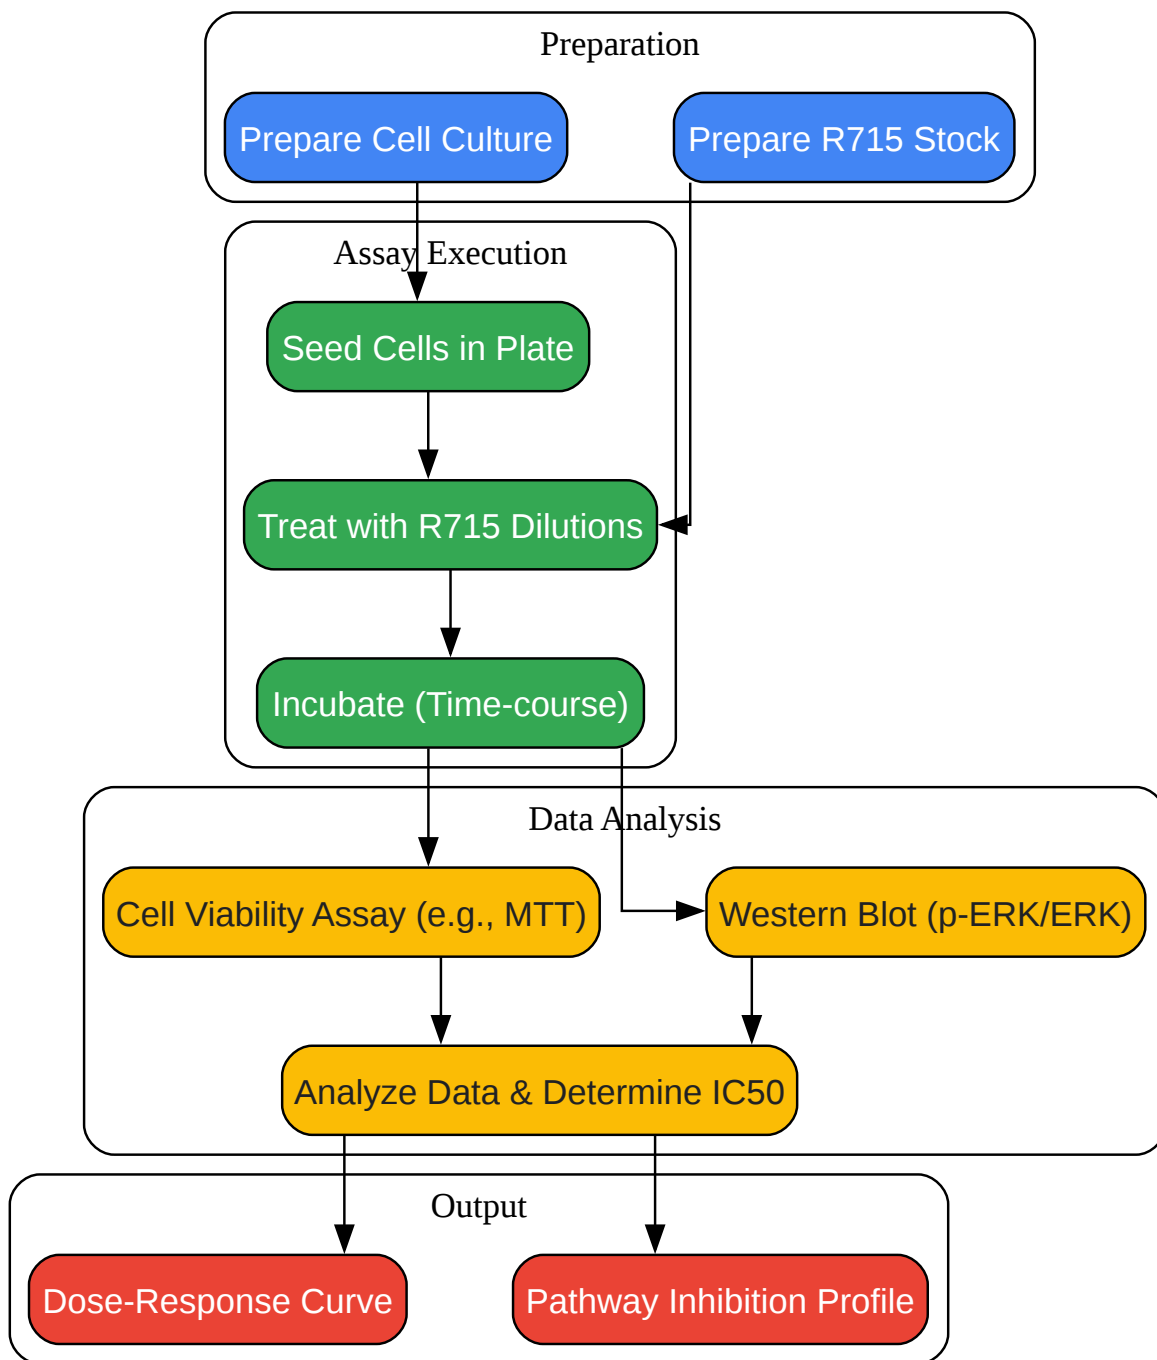 Preparation
Prepare Cell Culture
Prepare R715 Stock
Assay Execution
Seed Cells in Plate
Treat with R715 Dilutions
Incubate (Time-course)
Data Analysis
Cell Viability Assay (e.g., MTT)
Western Blot (p-ERK/ERK)
Analyze Data & Determine IC50
Output
Dose-Response Curve
Pathway Inhibition Profile